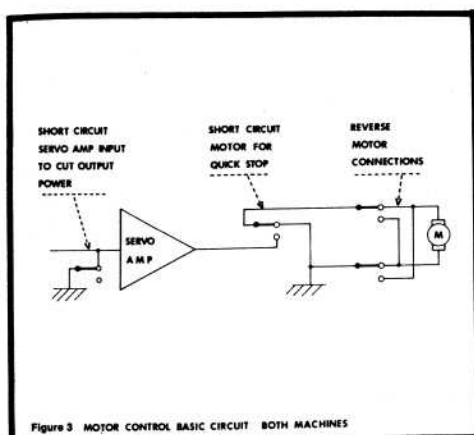 SHORT CIRCUIT
SERVO AMP INPUT
TO CUT OUTPUT
POWER
SHORT CIRCUIT
MOTOR FOR
QUICK STOP
REVERSE
MOTOR
CONNECTIONS
SERVO
AMP
M
Figure 3 MOTOR CONTROL BASIC CIRCUIT BOTH MACHINES